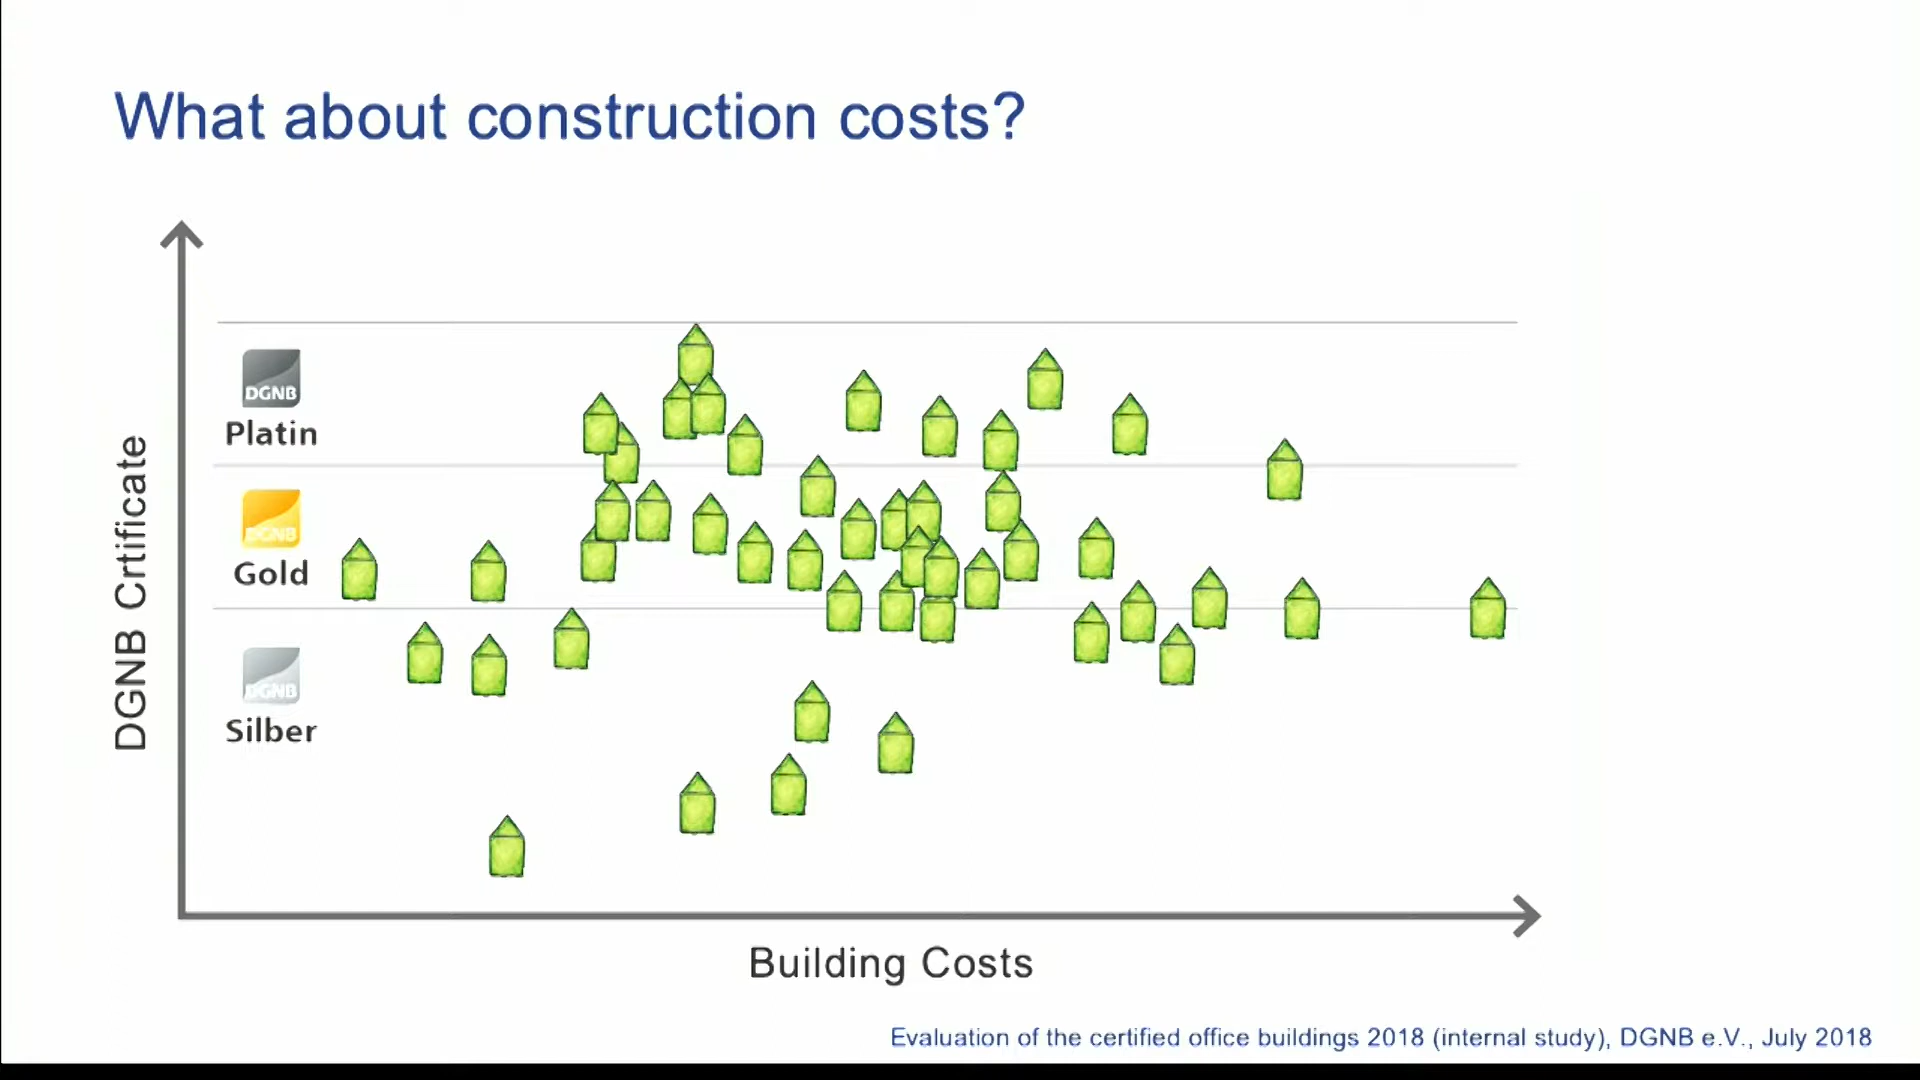 What about construction costs?
DGNB
Platin
DGNB
Gold
DGNB
Silber
DGNB Crtificate
Building Costs
Evaluation of the certified office buildings 2018 (internal study), DGNB e.V., July 2018